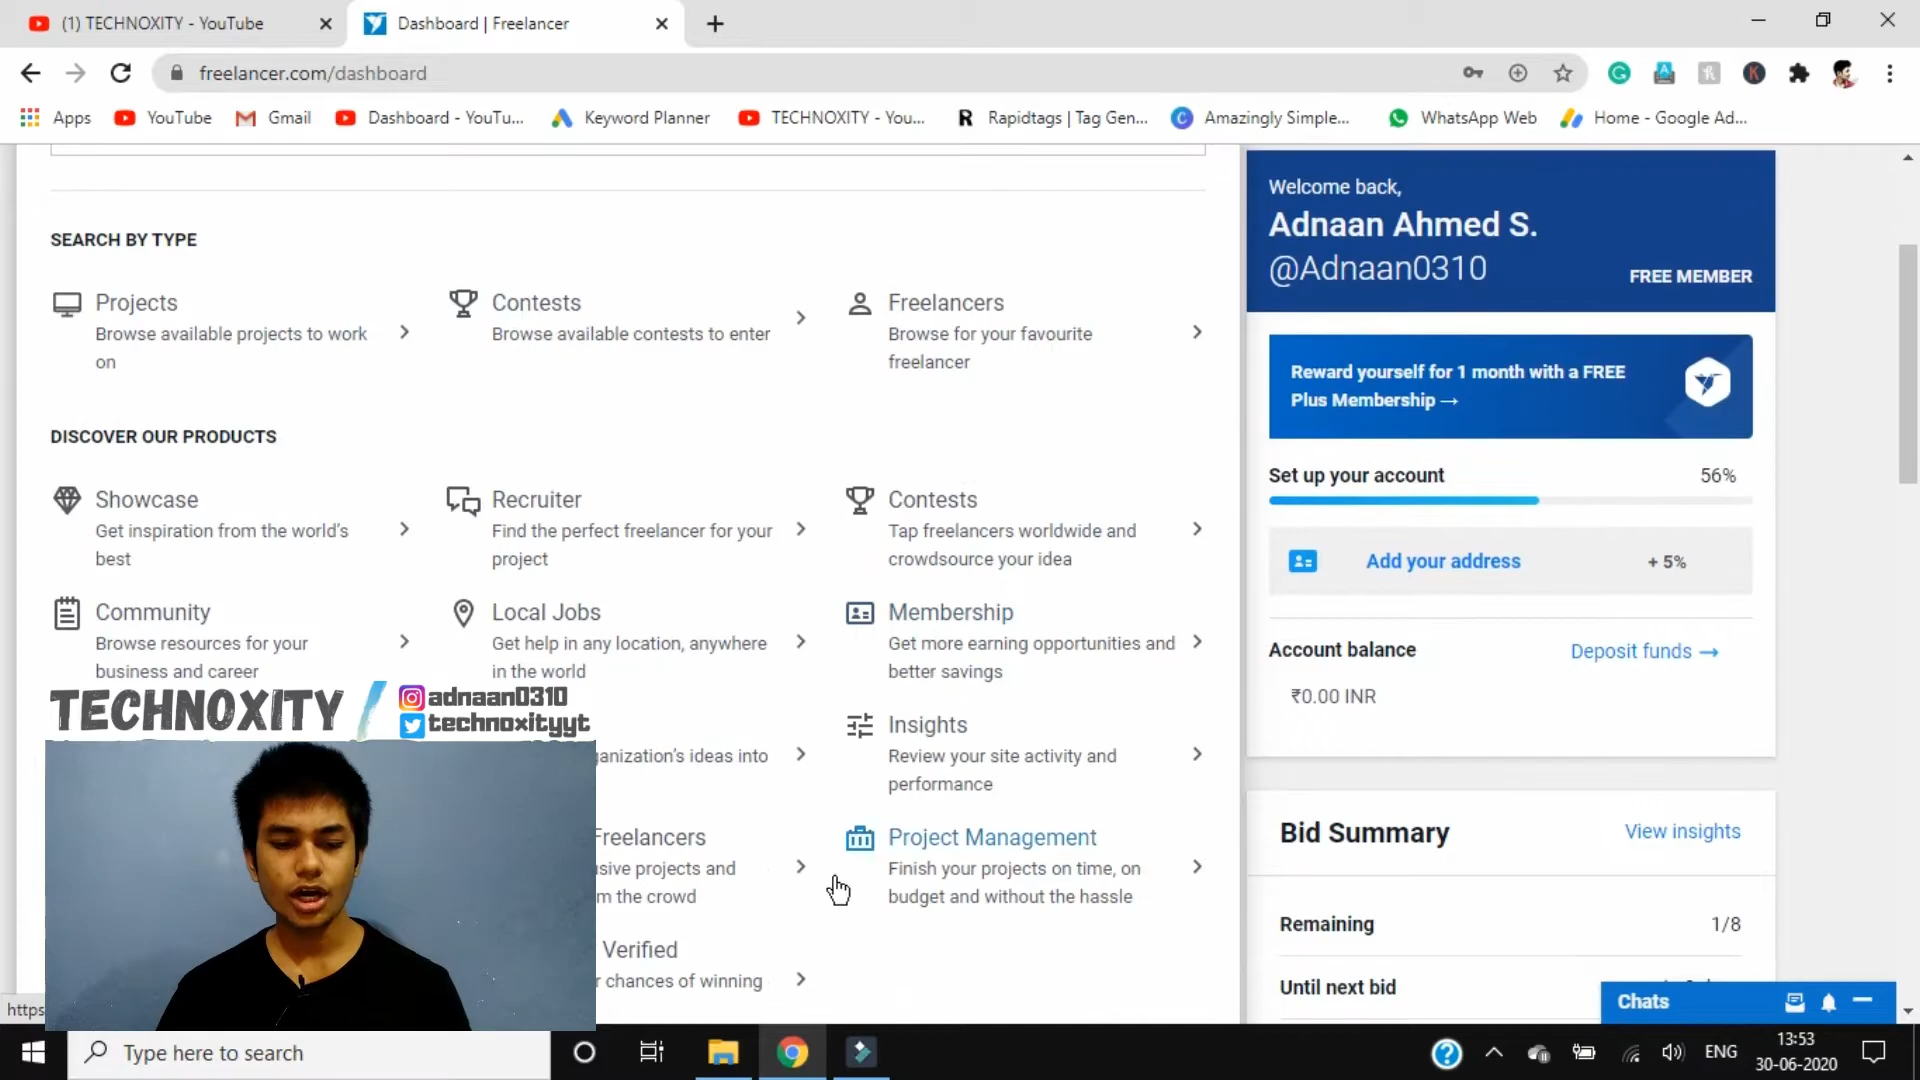 (1) TECHNOXITY - YouTube
Dashboard | Freelancer
freelancer.com/dashboard
Apps
YouTube
Gmail
Dashboard - YouTu...
Keyword Planner
TECHNOXITY - You...
Rapidtags | Tag Gen...
Amazingly Simple...
WhatsApp Web
Home - Google Ad...
SEARCH BY TYPE
Projects
Browse available projects to work
on
Contests
Browse available contests to enter
Freelancers
Browse for your favourite
freelancer
DISCOVER OUR PRODUCTS
Showcase
Get inspiration from the world's
best
Recruiter
Find the perfect freelancer for your
project
Contests
Tap freelancers worldwide and
crowdsource your idea
Community
Browse resources for your
business and career
Local Jobs
Get help in any location, anywhere
in the world
Membership
Get more earning opportunities and
better savings
TECHNOXITY
adnaan0310
technoxityyt
ganization's ideas into
Insights
Review your site activity and
performance
Freelancers
sive projects and
m the crowd
Project Management
Finish your projects on time, on
budget and without the hassle
Verified
r chances of winning
https
Welcome back,
Adnaan Ahmed S.
@Adnaan0310
FREE MEMBER
Reward yourself for 1 month with a FREE
Plus Membership →
Set up your account 56%
Add your address + 5%
Account balance
Deposit funds →
₹0.00 INR
Bid Summary
View insights
Remaining 1/8
Until next bid
Chats
Type here to search
ENG
13:53
30-06-2020